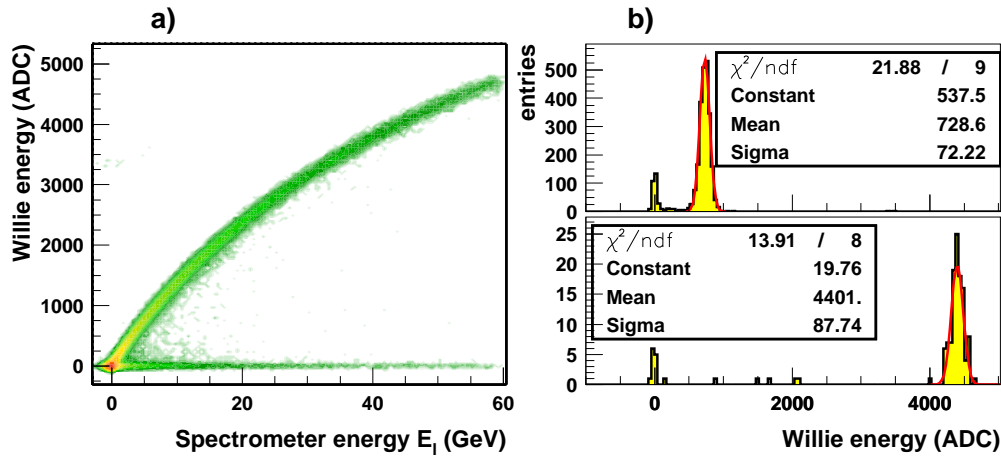 a)
b)
Willie energy (ADC)
5000
4000
3000
2000
1000
0
0
20
40
60
Spectrometer energy El (GeV)
entries
500
400
300
200
100
0
χ²/ndf 21.88 / 9
Constant 537.5
Mean 728.6
Sigma 72.22
25
20
15
10
5
0
χ²/ndf 13.91 / 8
Constant 19.76
Mean 4401.
Sigma 87.74
0
2000
4000
Willie energy (ADC)